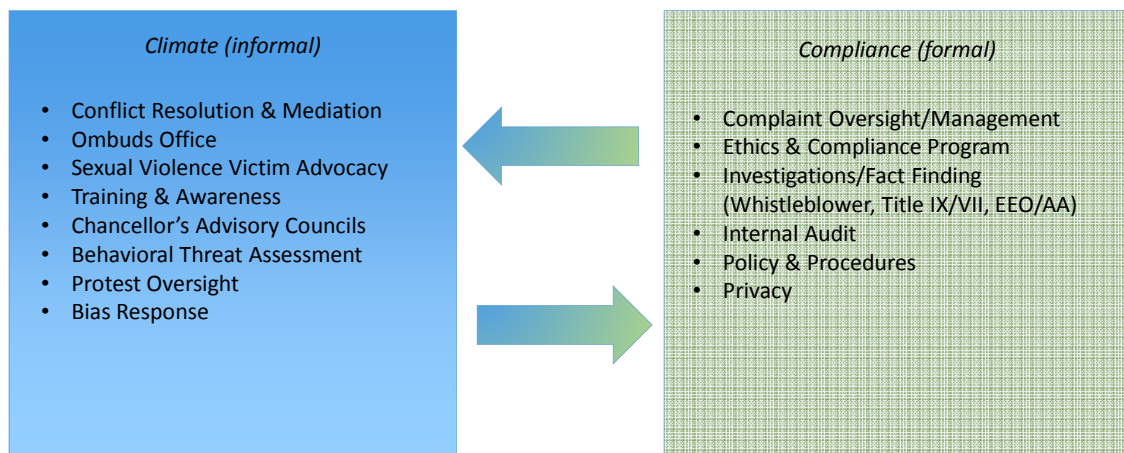 Climate (informal)
• Conflict Resolution & Mediation
• Ombuds Office
• Sexual Violence Victim Advocacy
• Training & Awareness
• Chancellor’s Advisory Councils
• Behavioral Threat Assessment
• Protest Oversight
• Bias Response
Compliance (formal)
• Complaint Oversight/Management
• Ethics & Compliance Program
• Investigations/Fact Finding
(Whistleblower, Title IX/VII, EEO/AA)
• Internal Audit
• Policy & Procedures
• Privacy